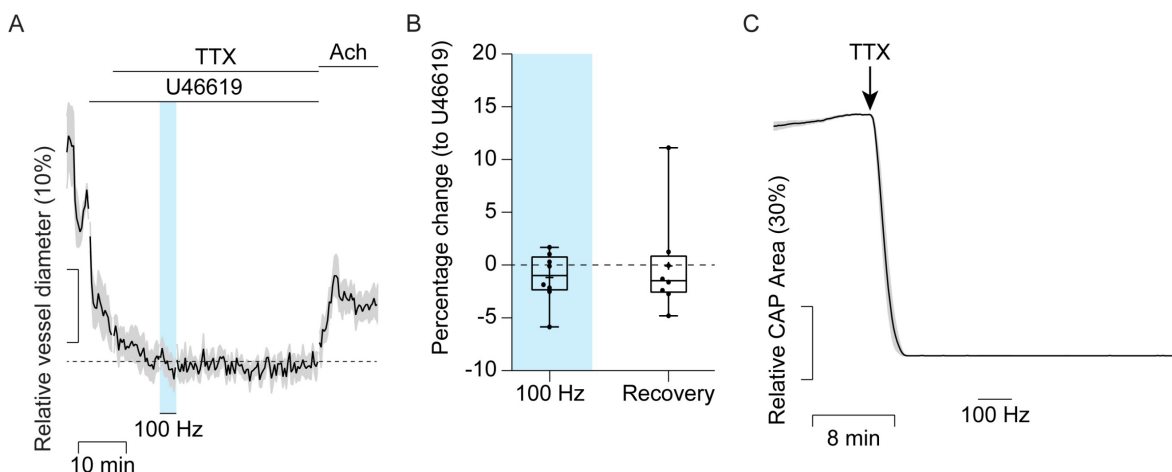 A
TTX
Ach
U46619
Relative vessel diameter (10%)
100 Hz
10 min
B
Percentage change (to U46619)
20
15
10
5
0
-5
-10
100 Hz
Recovery
C
TTX
Relative CAP Area (30%)
100 Hz
8 min